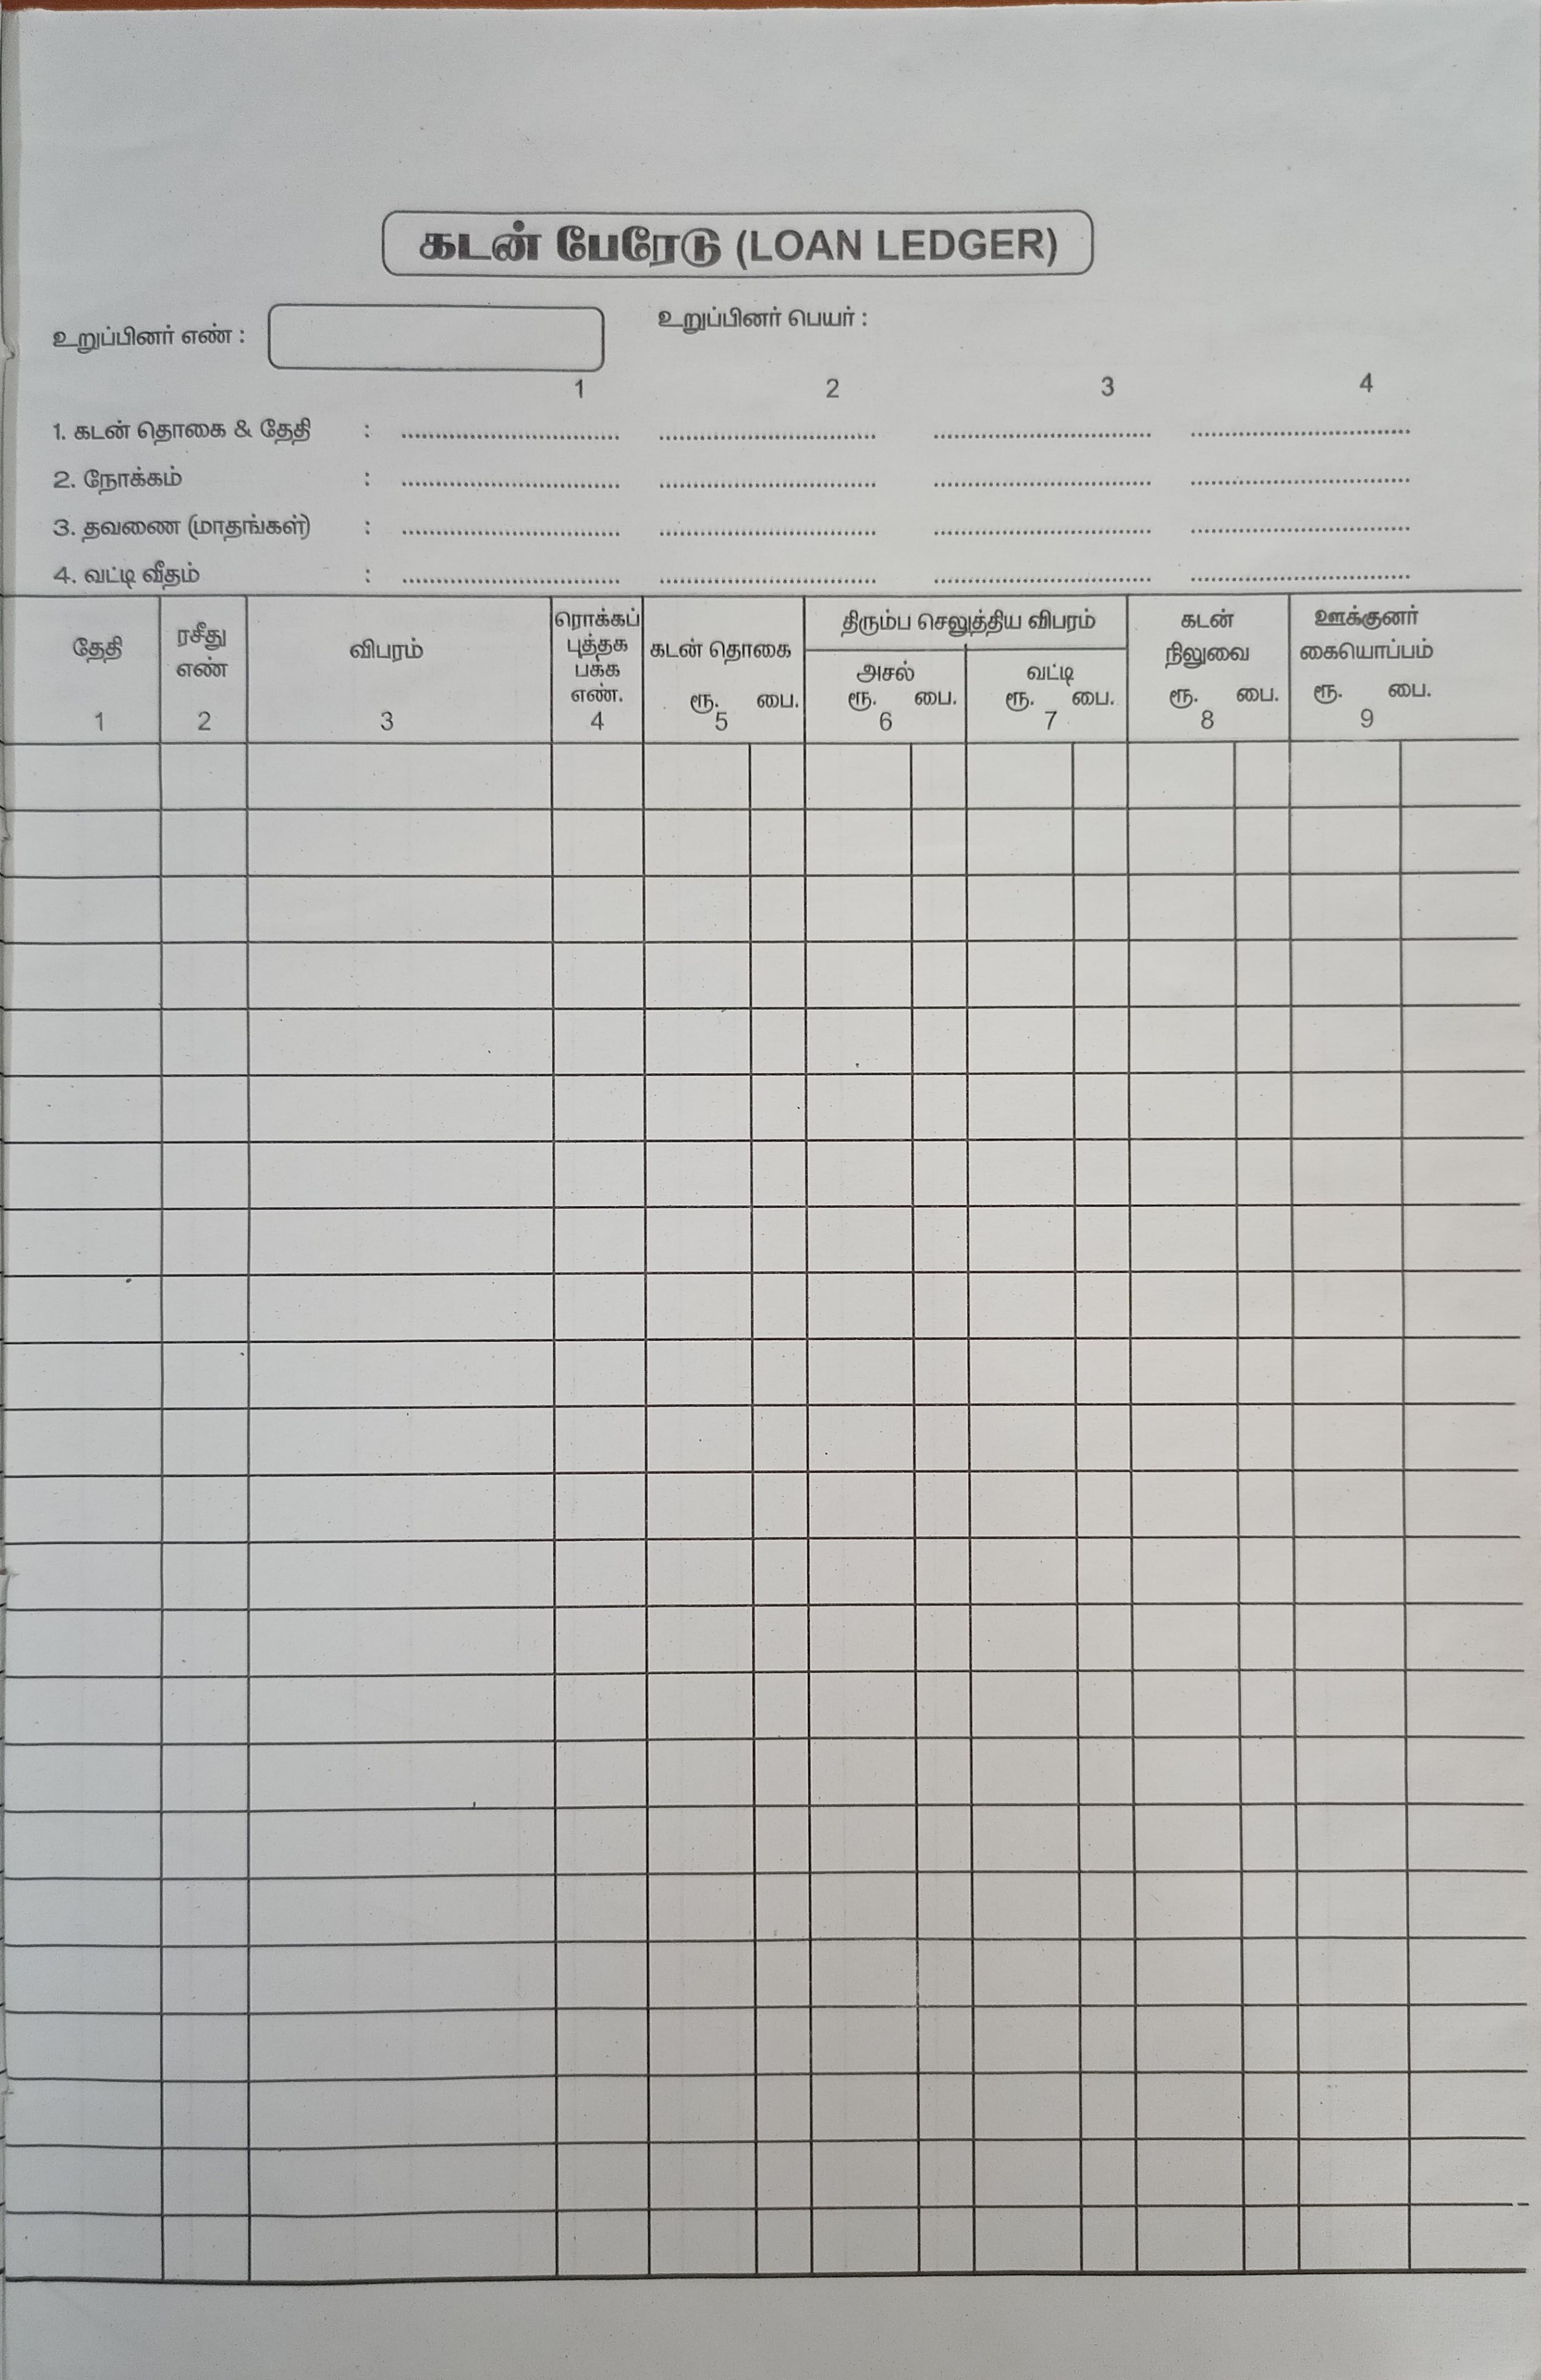 கடன் பேரேடு (LOAN LEDGER)
உறுப்பினர் எண் :
உறுப்பினர் பெயர் :
1 2 3 4
1. கடன் தொகை & தேதி : ........................................ ........................................ ........................................ ........................................
2. நோக்கம் : ........................................ ........................................ ........................................ ........................................
3. தவணை (மாதங்கள்) : ........................................ ........................................ ........................................ ........................................
4. வட்டி வீதம் : ........................................ ........................................ ........................................ ........................................
தேதி
1
ரசீது
எண்
2
விபரம்
3
ரொக்கப்
புத்தக
பக்க
எண்.
4
கடன் தொகை
ரூ. பை.
5
திரும்ப செலுத்திய விபரம்
அசல்
ரூ. பை.
6
வட்டி
ரூ. பை.
7
கடன்
நிலுவை
ரூ. பை.
8
ஊக்குனர்
கையொப்பம்
ரூ. பை.
9